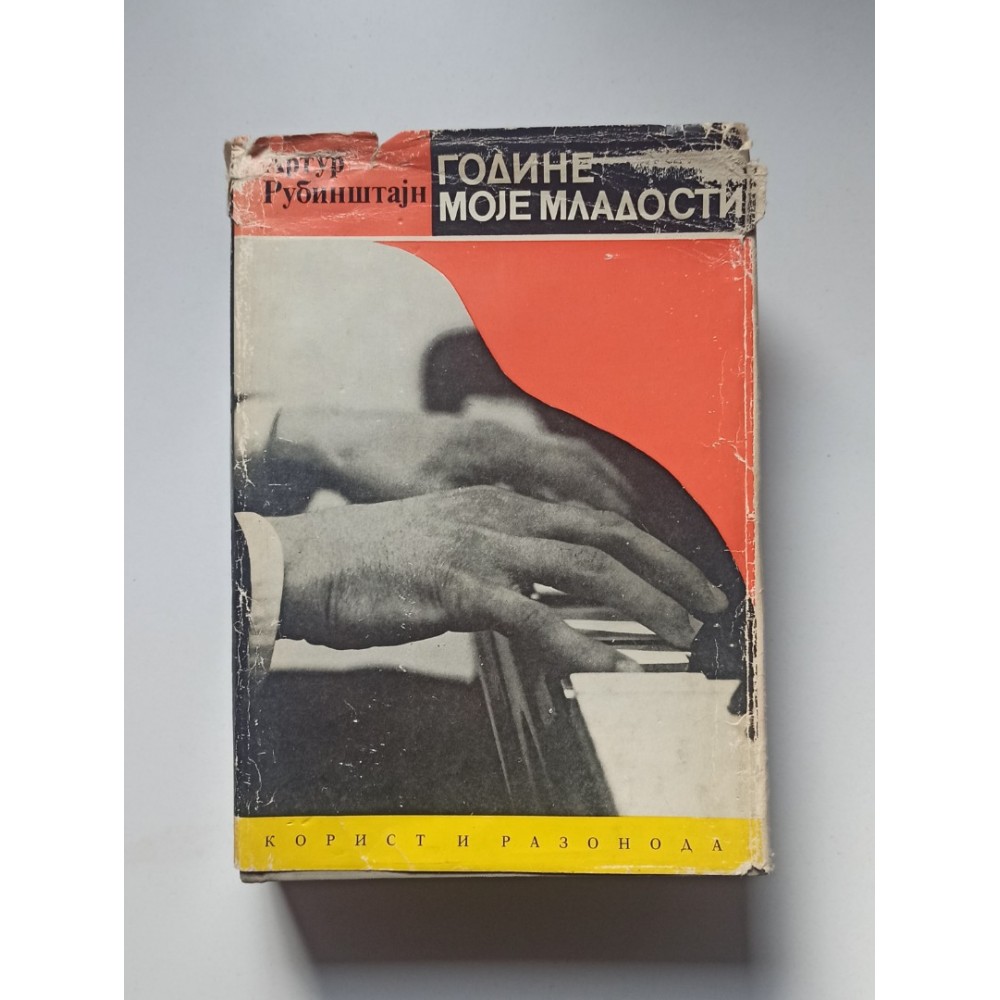 Артур
Рубинштајн
ГОДИНЕ
МОЈЕ МЛАДОСТИ
КОРИСТ И РАЗОНОДА